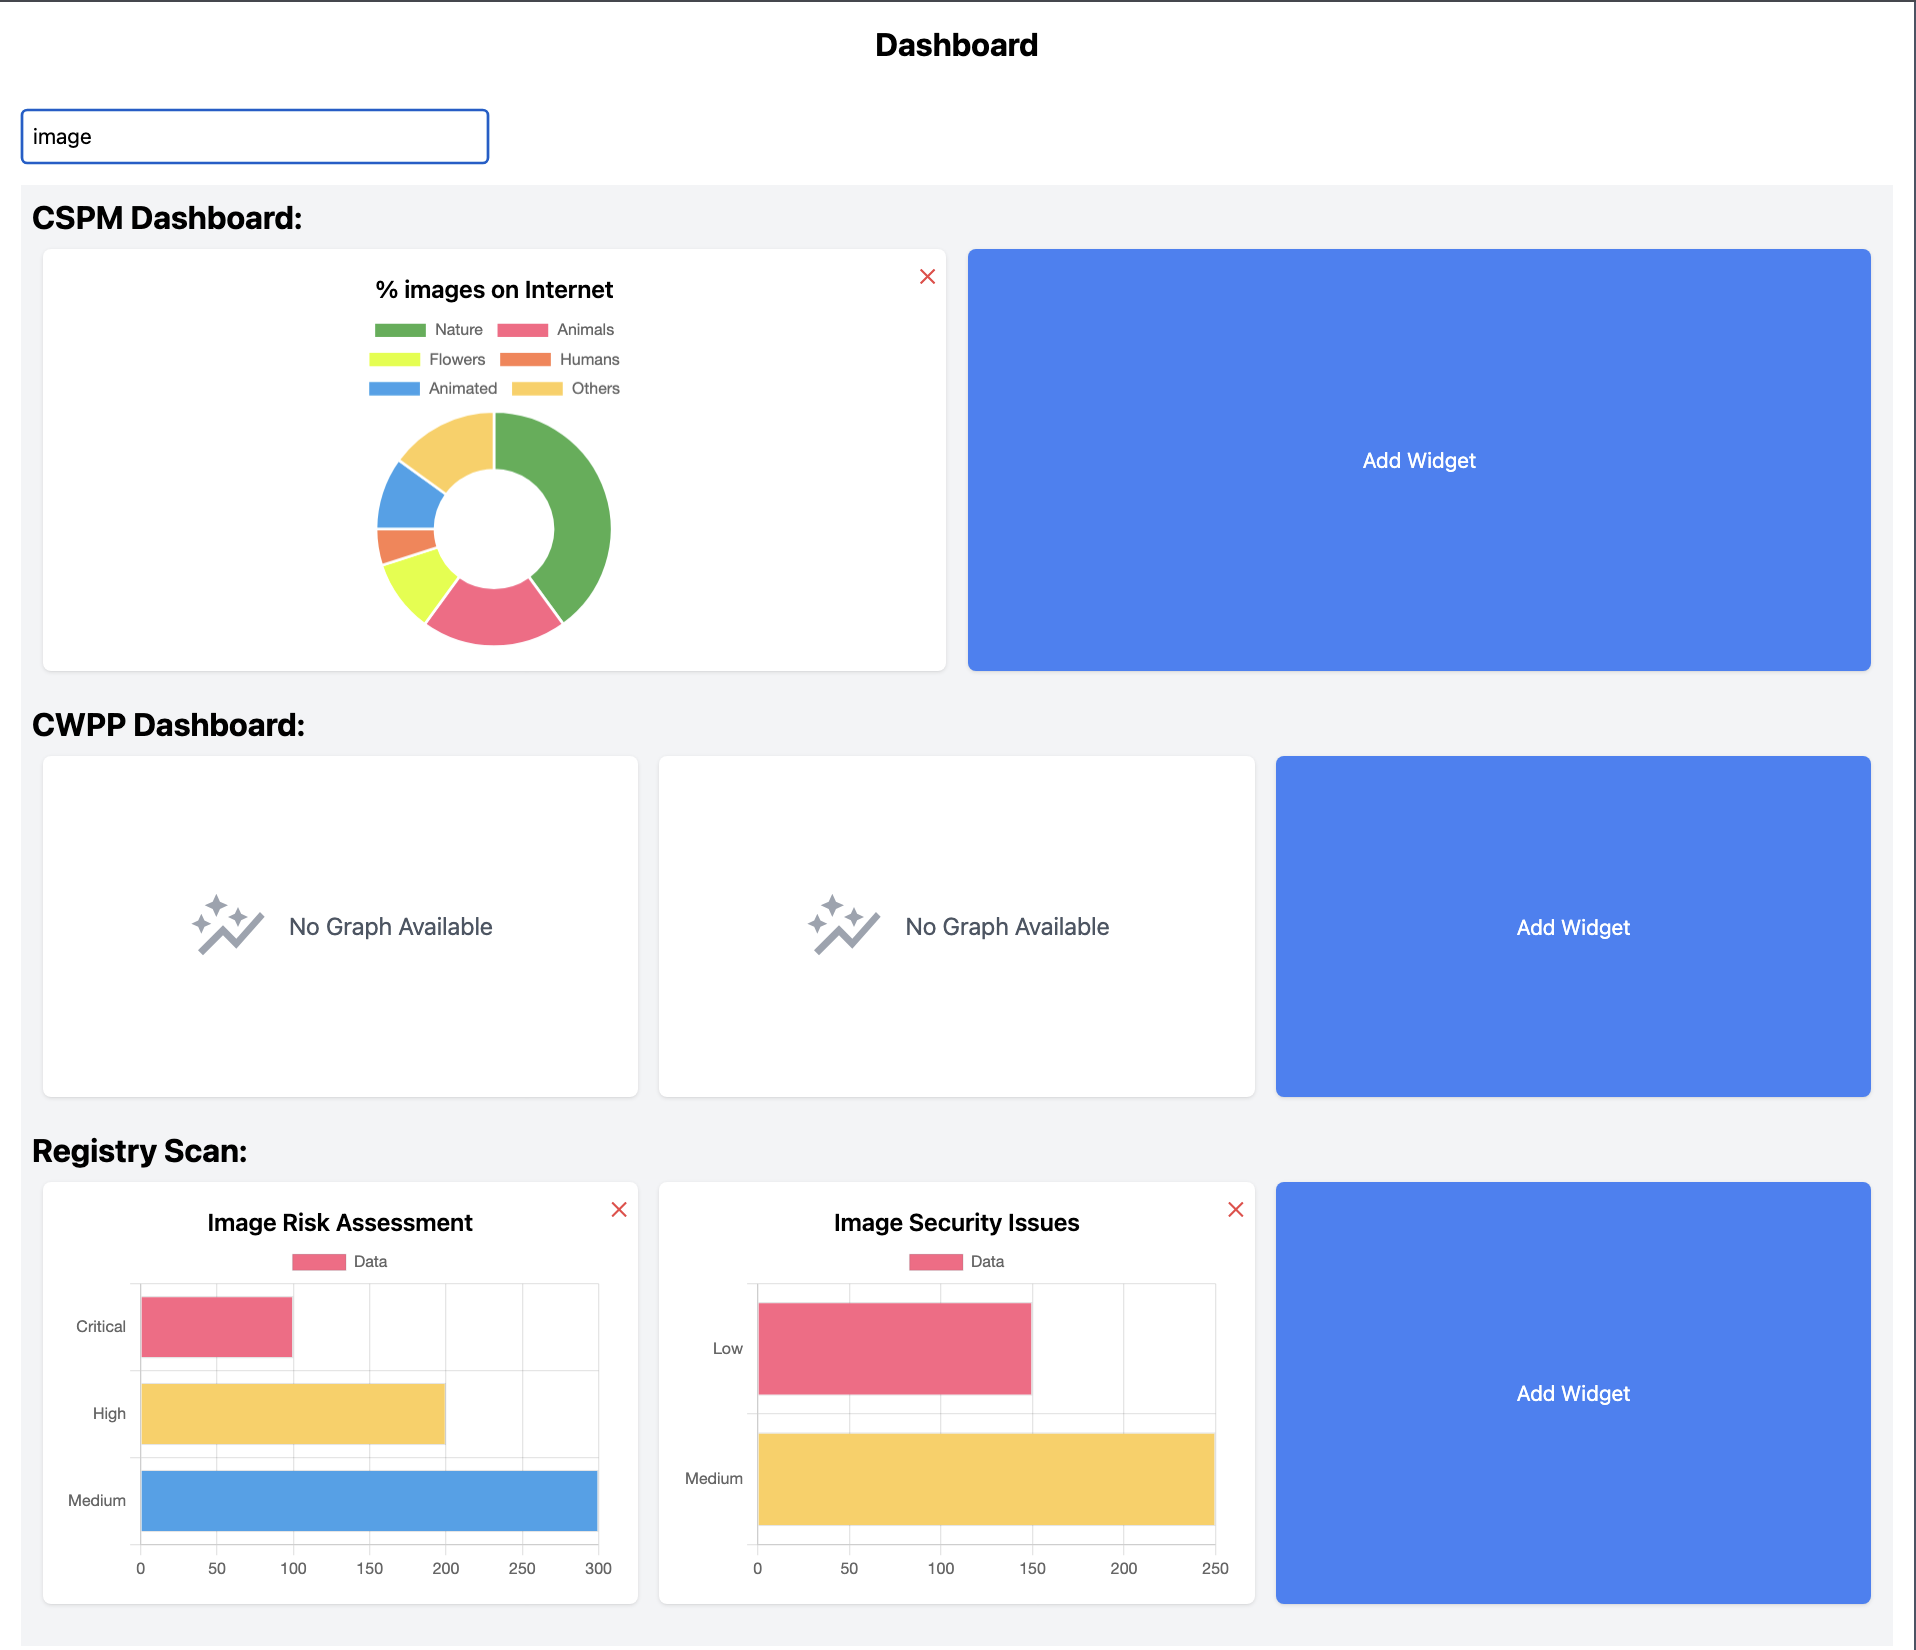 Dashboard
image
CSPM Dashboard:
% images on Internet
Nature Animals
Flowers Humans
Animated Others
Add Widget
CWPP Dashboard:
No Graph Available
No Graph Available
Add Widget
Registry Scan:
Image Risk Assessment
Data
Critical
High
Medium
0 50 100 150 200 250 300
Image Security Issues
Data
Low
Medium
0 50 100 150 200 250
Add Widget